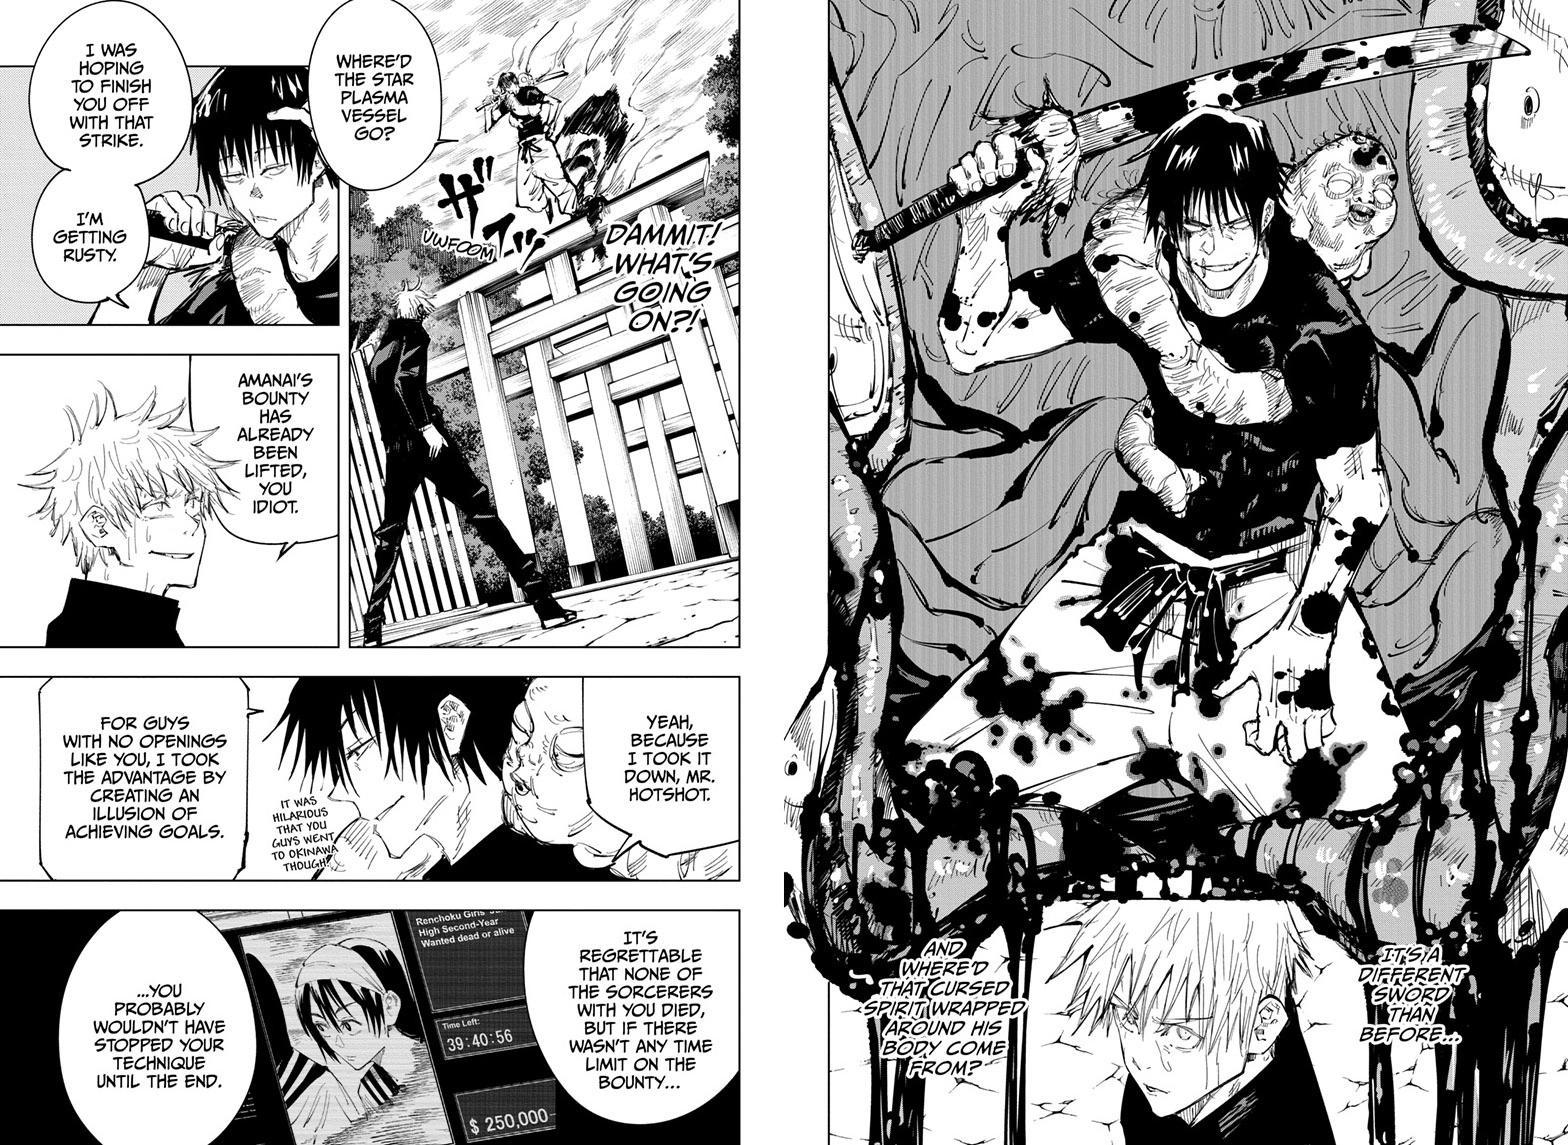 IT'S A
DIFFERENT
SWORD
THAN
BEFORE...
AND
WHERE'D
THAT CURSED
SPIRIT WRAPPED
AROUND HIS
BODY COME
FROM?
DAMMIT!
WHAT'S
GOING
ON?!
VWFOOM
WHERE'D
THE STAR
PLASMA
VESSEL
GO?
I WAS
HOPING
TO FINISH
YOU OFF
WITH THAT
STRIKE.
I'M
GETTING
RUSTY.
AMANAI'S
BOUNTY
HAS
ALREADY
BEEN
LIFTED,
YOU
IDIOT.
YEAH,
BECAUSE
I TOOK IT
DOWN, MR.
HOTSHOT.
IT WAS
HILARIOUS
THAT YOU
GUYS WENT
TO OKINAWA
THOUGH!
FOR GUYS
WITH NO OPENINGS
LIKE YOU, I TOOK
THE ADVANTAGE BY
CREATING AN
ILLUSION OF
ACHIEVING GOALS.
IT'S
REGRETTABLE
THAT NONE OF
THE SORCERERS
WITH YOU DIED,
BUT IF THERE
WASN'T ANY TIME
LIMIT ON THE
BOUNTY...
Renchoku Girls'
High Second-Year
Wanted dead or alive
Time Left:
39:40:56
$ 250,000
...YOU
PROBABLY
WOULDN'T HAVE
STOPPED YOUR
TECHNIQUE
UNTIL THE END.